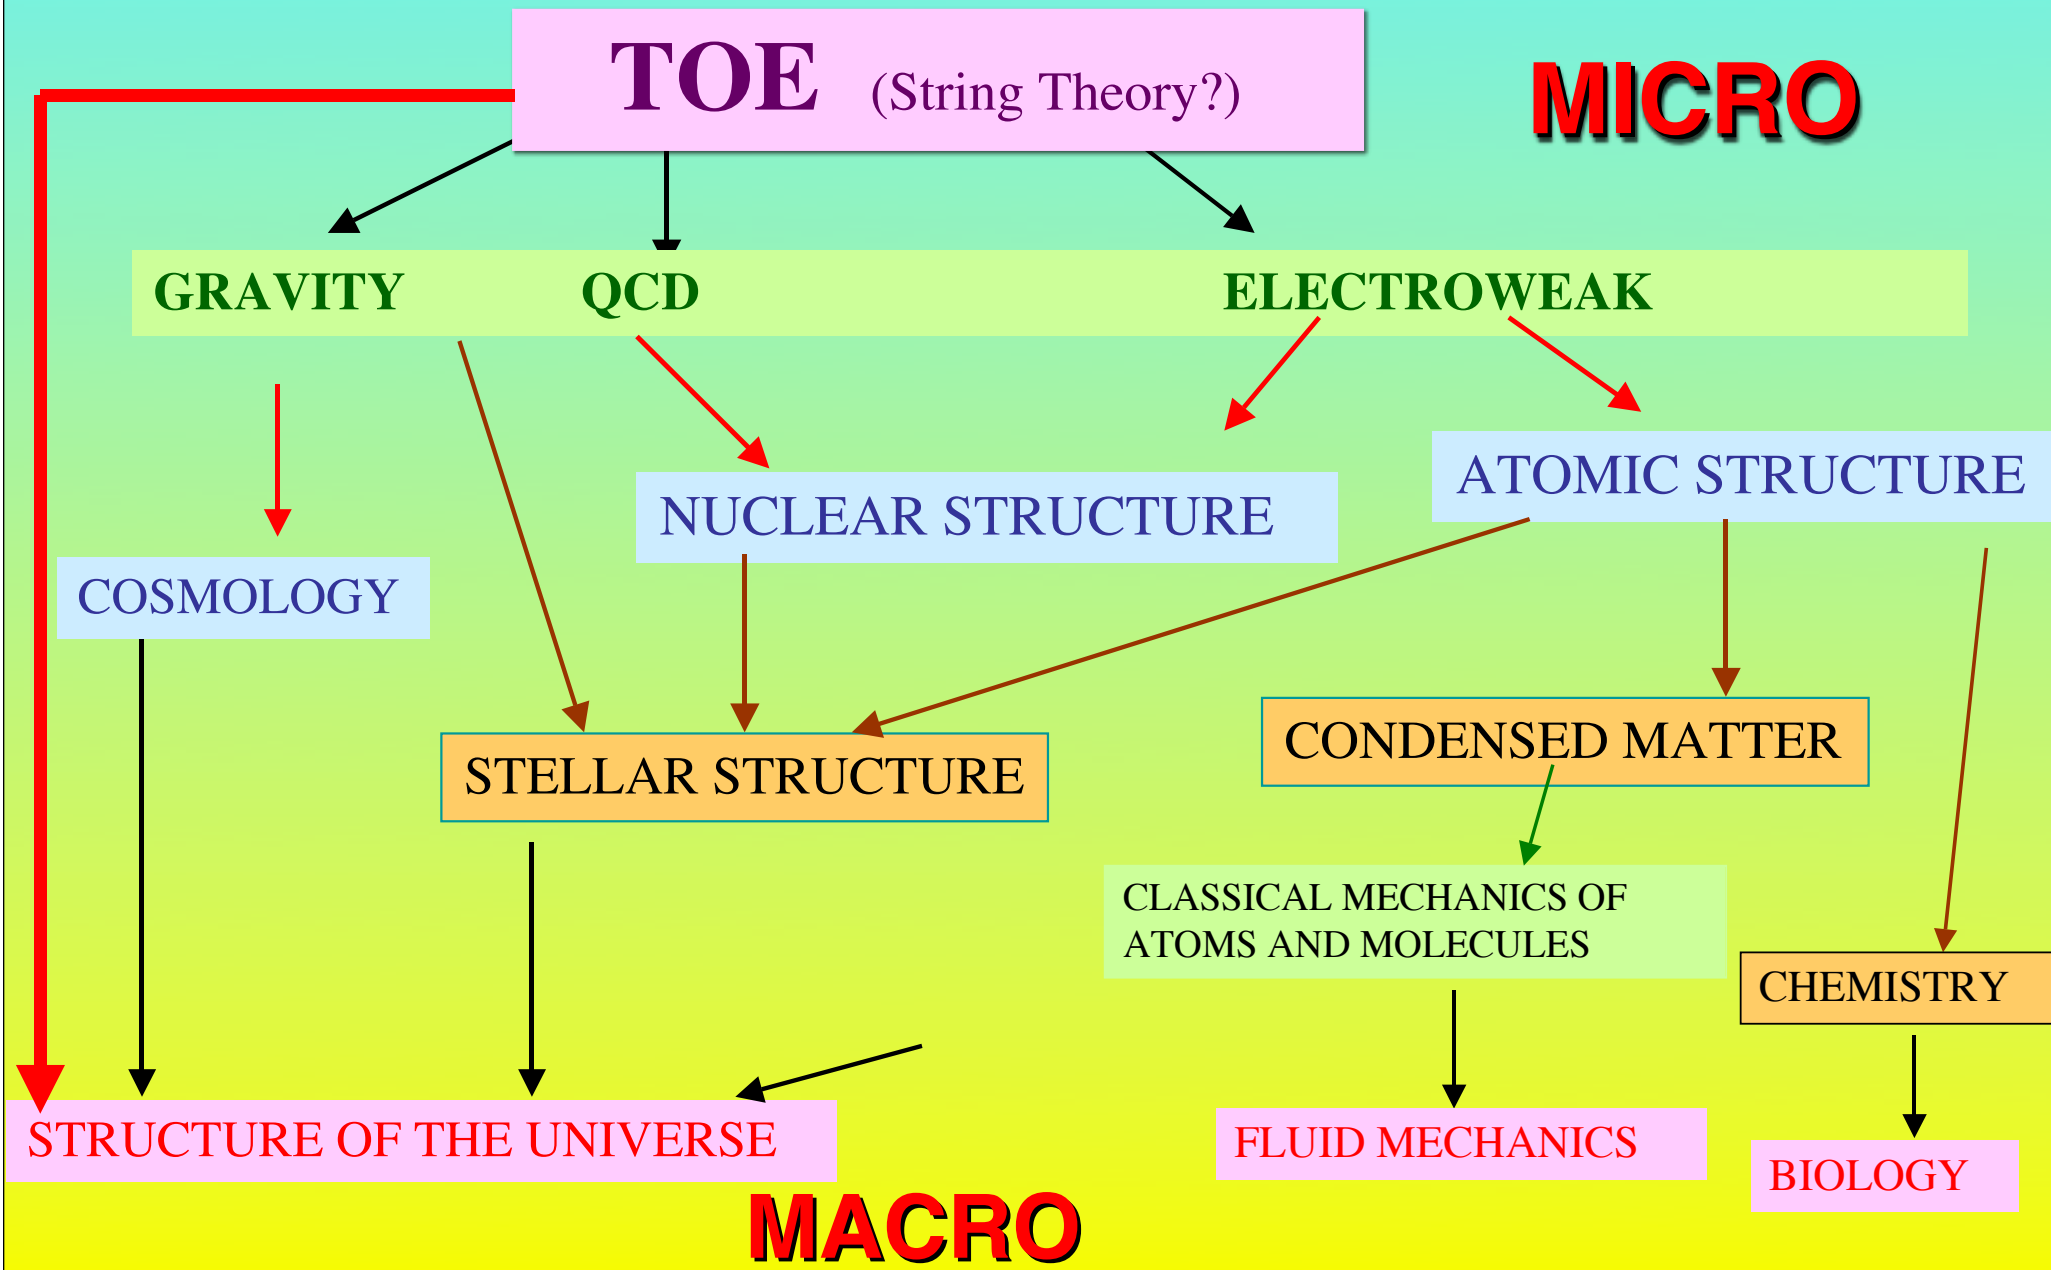 TOE (String Theory?)
MICRO
GRAVITY QCD ELECTROWEAK
ATOMIC STRUCTURE
NUCLEAR STRUCTURE
COSMOLOGY
CONDENSED MATTER
STELLAR STRUCTURE
CLASSICAL MECHANICS OF
ATOMS AND MOLECULES
CHEMISTRY
STRUCTURE OF THE UNIVERSE
FLUID MECHANICS
BIOLOGY
MACRO